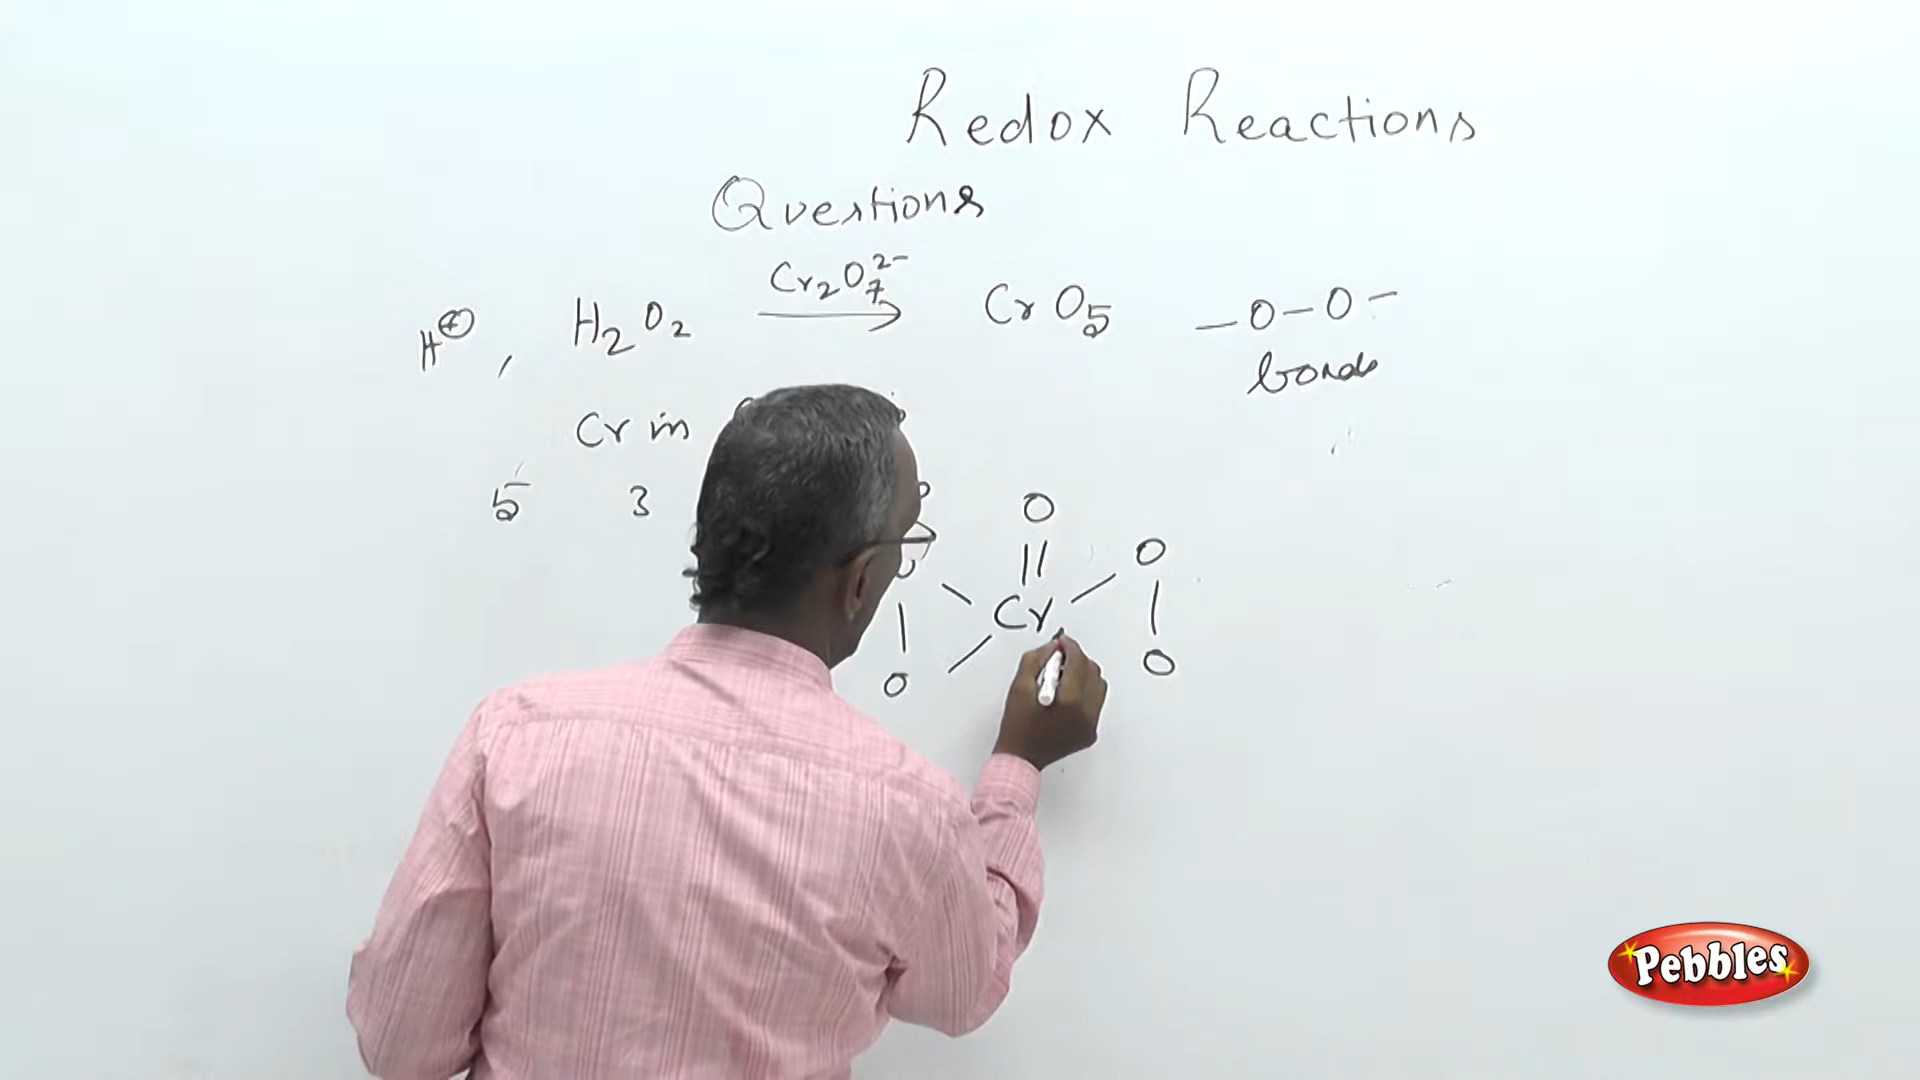 Redox Reactions
Questions
H⊕, H2O2 Cr2O7 2- → CrO5 –O–O–
bonds
Cr in
5 3
O
O
Cr
O O
Pebbles